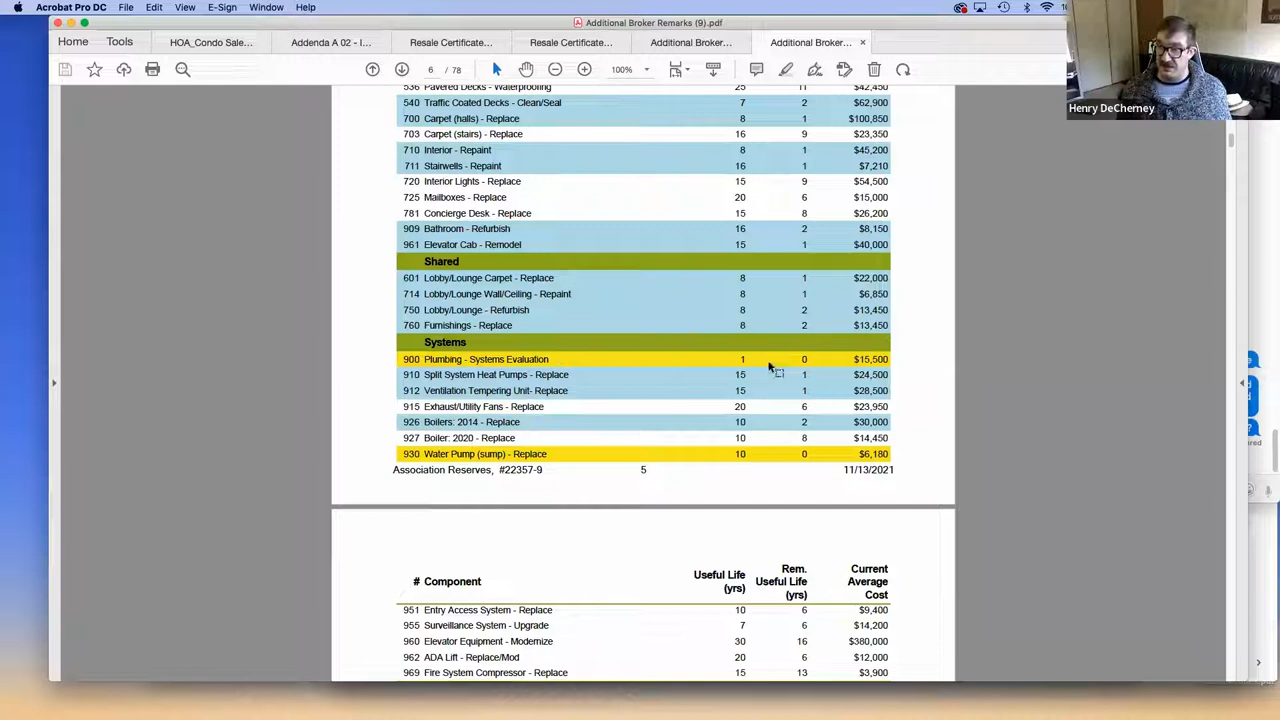 Acrobat Pro DC File Edit View E-Sign Window Help
Additional Broker Remarks (9).pdf
Home Tools HOA_Condo Sale... Addenda A 02 - I... Resale Certificate... Resale Certificate... Additional Broker... Additional Broker... ×
6 / 78 100%
Henry DeCherney
536 Pavered Decks - Waterproofing 25 11 $42,450
540 Traffic Coated Decks - Clean/Seal 7 2 $62,900
700 Carpet (halls) - Replace 8 1 $100,850
703 Carpet (stairs) - Replace 16 9 $23,350
710 Interior - Repaint 8 1 $45,200
711 Stairwells - Repaint 16 1 $7,210
720 Interior Lights - Replace 15 9 $54,500
725 Mailboxes - Replace 20 6 $15,000
781 Concierge Desk - Replace 15 8 $26,200
909 Bathroom - Refurbish 16 2 $8,150
961 Elevator Cab - Remodel 15 1 $40,000
Shared
601 Lobby/Lounge Carpet - Replace 8 1 $22,000
714 Lobby/Lounge Wall/Ceiling - Repaint 8 1 $6,850
750 Lobby/Lounge - Refurbish 8 2 $13,450
760 Furnishings - Replace 8 2 $13,450
Systems
900 Plumbing - Systems Evaluation 1 0 $15,500
910 Split System Heat Pumps - Replace 15 1 $24,500
912 Ventilation Tempering Unit- Replace 15 1 $28,500
915 Exhaust/Utility Fans - Replace 20 6 $23,950
926 Boilers: 2014 - Replace 10 2 $30,000
927 Boiler: 2020 - Replace 10 8 $14,450
930 Water Pump (sump) - Replace 10 0 $6,180
Association Reserves, #22357-9 5 11/13/2021
# Component
Useful Life
(yrs)
Rem.
Useful Life
(yrs)
Current
Average
Cost
951 Entry Access System - Replace 10 6 $9,400
955 Surveillance System - Upgrade 7 6 $14,200
960 Elevator Equipment - Modernize 30 16 $380,000
962 ADA Lift - Replace/Mod 20 6 $12,000
969 Fire System Compressor - Replace 15 13 $3,900